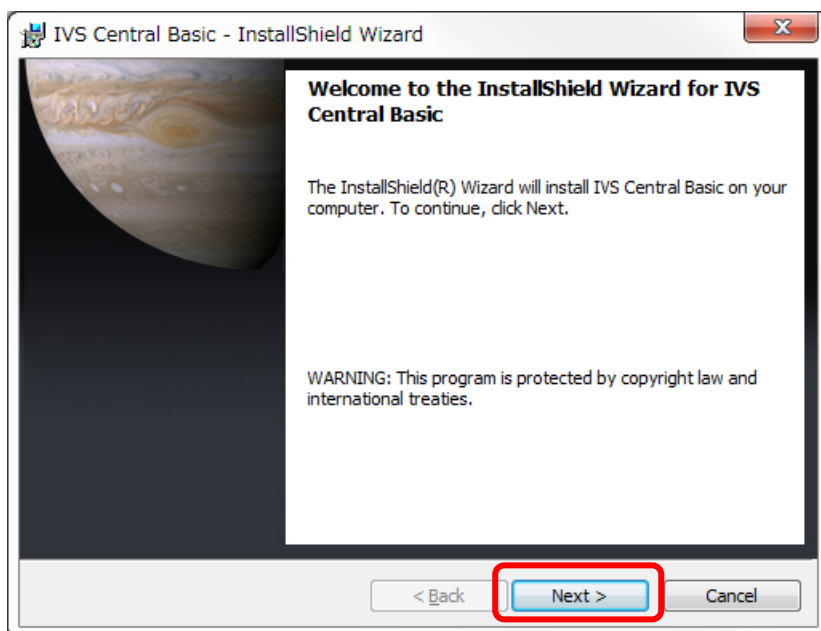 IVS Central Basic - InstallShield Wizard
Welcome to the InstallShield Wizard for IVS
Central Basic
The InstallShield(R) Wizard will install IVS Central Basic on your
computer. To continue, click Next.
WARNING: This program is protected by copyright law and
international treaties.
< Back
Next >
Cancel